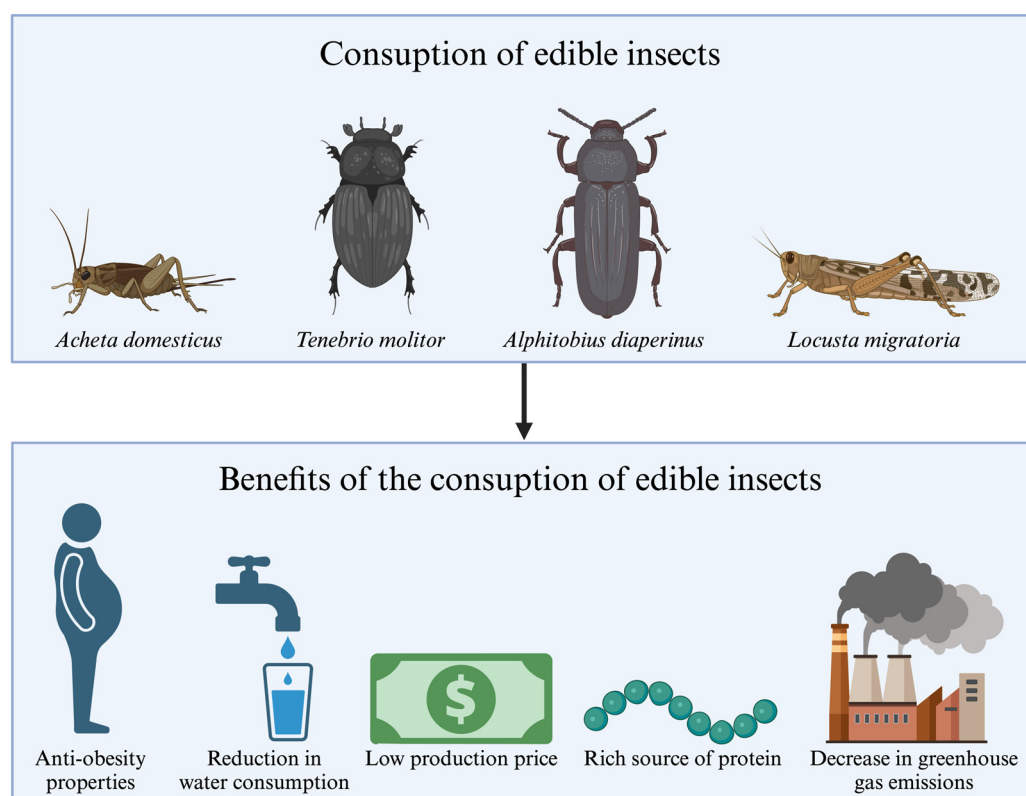 Consuption of edible insects
Acheta domesticus
Tenebrio molitor
Alphitobius diaperinus
Locusta migratoria
Benefits of the consuption of edible insects
Anti-obesity
properties
Reduction in
water consumption
Low production price
$
Rich source of protein
Decrease in greenhouse
gas emissions